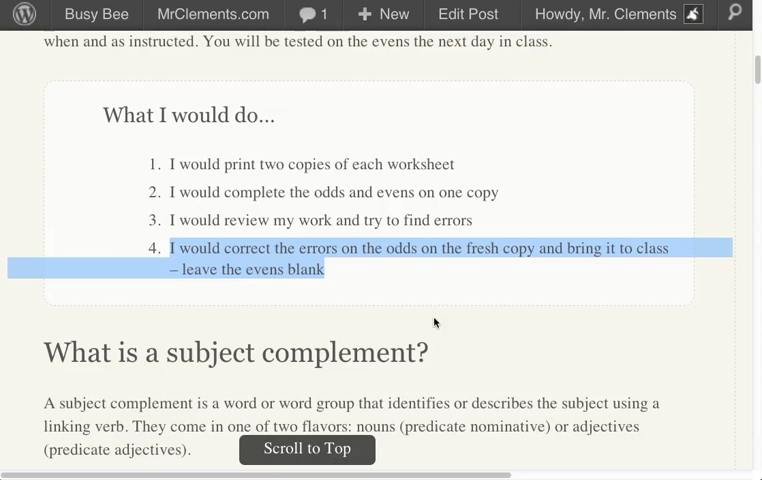 Busy Bee MrClements.com 1 New Edit Post Howdy, Mr. Clements
when and as instructed. You will be tested on the evens the next day in class.
What I would do...
1. I would print two copies of each worksheet
2. I would complete the odds and evens on one copy
3. I would review my work and try to find errors
4. I would correct the errors on the odds on the fresh copy and bring it to class
– leave the evens blank
What is a subject complement?
A subject complement is a word or word group that identifies or describes the subject using a
linking verb. They come in one of two flavors: nouns (predicate nominative) or adjectives
(predicate adjectives).
Scroll to Top